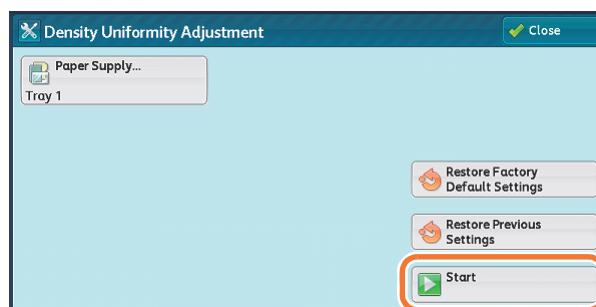 Density Uniformity Adjustment
Close
Paper Supply...
Tray 1
Restore Factory
Default Settings
Restore Previous
Settings
Start